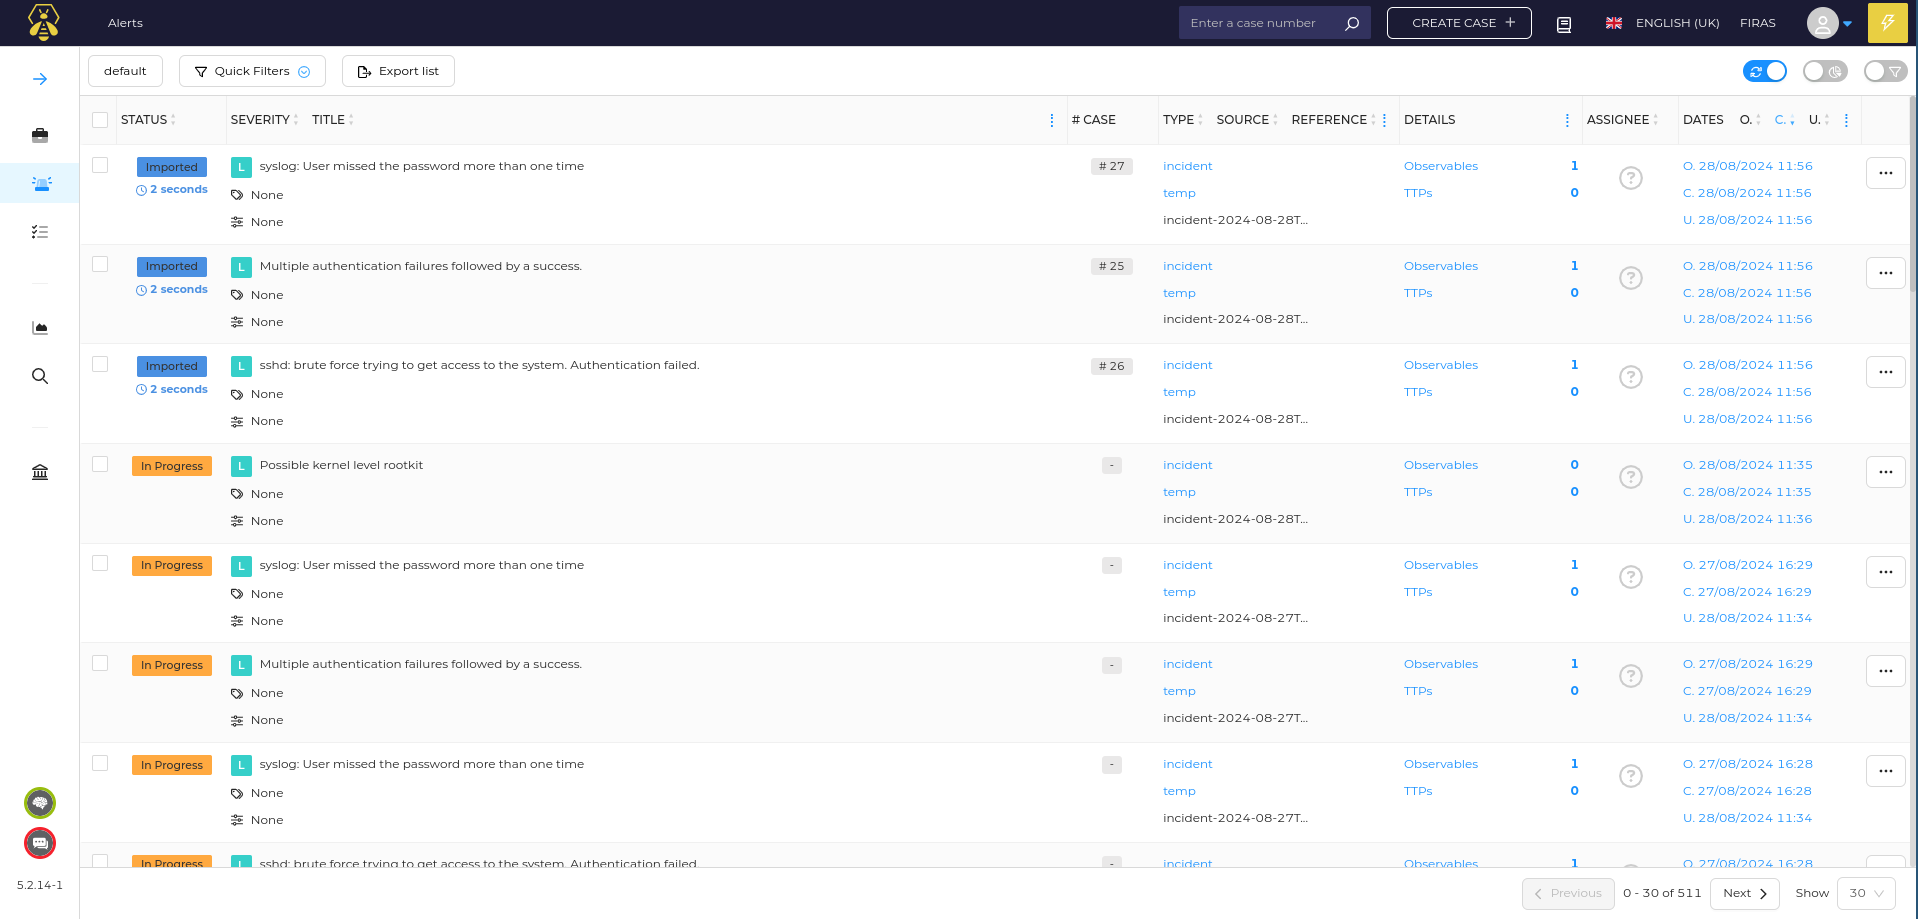 Alerts
Enter a case number
CREATE CASE +
ENGLISH (UK)
FIRAS
default
Quick Filters
Export list
STATUS SEVERITY TITLE # CASE TYPE SOURCE REFERENCE DETAILS ASSIGNEE DATES O. C. U.
Imported L syslog: User missed the password more than one time # 27 incident Observables 1 ? O. 28/08/2024 11:56
2 seconds None temp TTPs 0 C. 28/08/2024 11:56
None incident-2024-08-28T... U. 28/08/2024 11:56
Imported L Multiple authentication failures followed by a success. # 25 incident Observables 1 ? O. 28/08/2024 11:56
2 seconds None temp TTPs 0 C. 28/08/2024 11:56
None incident-2024-08-28T... U. 28/08/2024 11:56
Imported L sshd: brute force trying to get access to the system. Authentication failed. # 26 incident Observables 1 ? O. 28/08/2024 11:56
2 seconds None temp TTPs 0 C. 28/08/2024 11:56
None incident-2024-08-28T... U. 28/08/2024 11:56
In Progress L Possible kernel level rootkit - incident Observables 0 ? O. 28/08/2024 11:35
None temp TTPs 0 C. 28/08/2024 11:35
None incident-2024-08-28T... U. 28/08/2024 11:36
In Progress L syslog: User missed the password more than one time - incident Observables 1 ? O. 27/08/2024 16:29
None temp TTPs 0 C. 27/08/2024 16:29
None incident-2024-08-27T... U. 28/08/2024 11:34
In Progress L Multiple authentication failures followed by a success. - incident Observables 1 ? O. 27/08/2024 16:29
None temp TTPs 0 C. 27/08/2024 16:29
None incident-2024-08-27T... U. 28/08/2024 11:34
In Progress L syslog: User missed the password more than one time - incident Observables 1 ? O. 27/08/2024 16:28
None temp TTPs 0 C. 27/08/2024 16:28
None incident-2024-08-27T... U. 28/08/2024 11:34
In Progress L sshd: brute force trying to get access to the system. Authentication failed. - incident Observables 1 O. 27/08/2024 16:28
5.2.14-1
Previous 0 - 30 of 511 Next Show 30